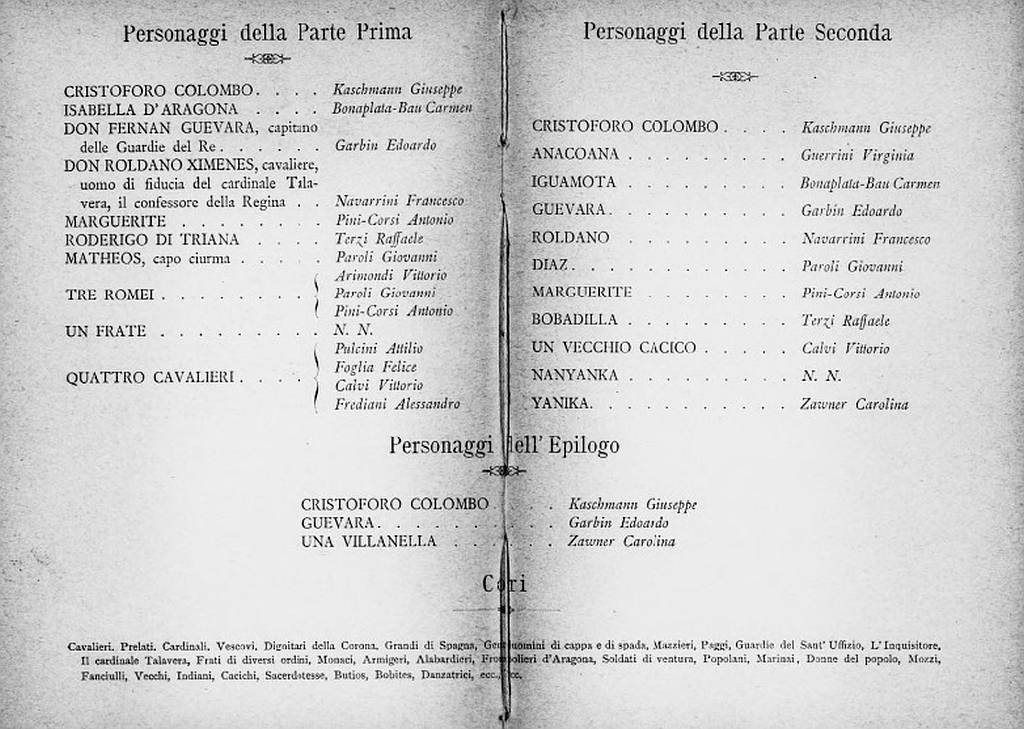 Personaggi della Parte Prima
CRISTOFORO COLOMBO. . . . Kaschmann Giuseppe
ISABELLA D'ARAGONA . . . . Bonaplata-Bau Carmen
DON FERNAN GUEVARA, capitano
delle Guardie del Re. . . . . . Garbin Edoardo
DON ROLDANO XIMENES, cavaliere,
uomo di fiducia del cardinale Tala-
vera, il confessore della Regina . . Navarrini Francesco
MARGUERITE . . . . . . . . Pini-Corsi Antonio
RODERIGO DI TRIANA . . . . Terzi Raffaele
MATHEOS, capo ciurma . . . . . Paroli Giovanni
TRE ROMEI . . . . . . . . Arimondi Vittorio
Paroli Giovanni
Pini-Corsi Antonio
UN FRATE . . . . . . . . . N. N.
QUATTRO CAVALIERI. . . . Pulcini Attilio
Foglia Felice
Calvi Vittorio
Frediani Alessandro
Personaggi della Parte Seconda
CRISTOFORO COLOMBO . . . . Kaschmann Giuseppe
ANACOANA . . . . . . . . . Guerrini Virginia
IGUAMOTA . . . . . . . . . Bonaplata-Bau Carmen
GUEVARA. . . . . . . . . . Garbin Edoardo
ROLDANO . . . . . . . . . Navarrini Francesco
DIAZ. . . . . . . . . . . . Paroli Giovanni
MARGUERITE . . . . . . . . Pini-Corsi Antonio
BOBADILLA . . . . . . . . . Terzi Raffaele
UN VECCHIO CACICO . . . . . Calvi Vittorio
NANYANKA . . . . . . . . . N. N.
YANIKA. . . . . . . . . . . Zawner Carolina
Personaggi dell'Epilogo
CRISTOFORO COLOMBO . . . Kaschmann Giuseppe
GUEVARA. . . . . . . . . . Garbin Edoardo
UNA VILLANELLA . . . . . . Zawner Carolina
Cori
Cavalieri. Prelati. Cardinali. Vescovi. Dignitari della Corona. Grandi di Spagna, Gentiluomini di cappa e di spada, Mazzieri, Paggi, Guardie del Sant'Uffizio, L'Inquisitore,
Il cardinale Talavera, Frati di diversi ordini, Monaci, Armigeri, Alabardieri, Frombolieri d'Aragona, Soldati di ventura, Popolani, Marinai, Donne del popolo, Mozzi,
Fanciulli, Vecchi, Indiani, Cacichi, Sacerdotesse, Butios, Bobites, Danzatrici, ecc., ecc.